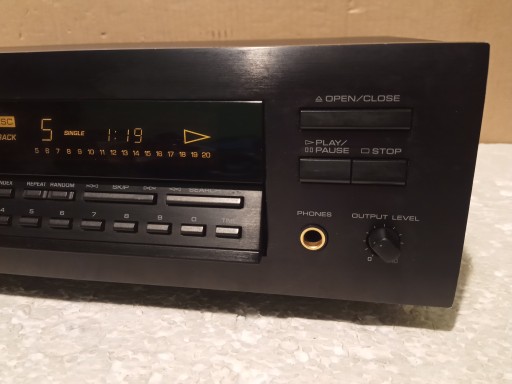 △ OPEN/CLOSE
SC
5 SINGLE 1:19
ACK
5 6 7 8 9 10 11 12 13 14 15 16 17 18 19 20
PLAY/
PAUSE
STOP
NDEX REPEAT RANDOM SKIP SEARCH
PHONES OUTPUT LEVEL
4 5 6 7 8 9 0
0